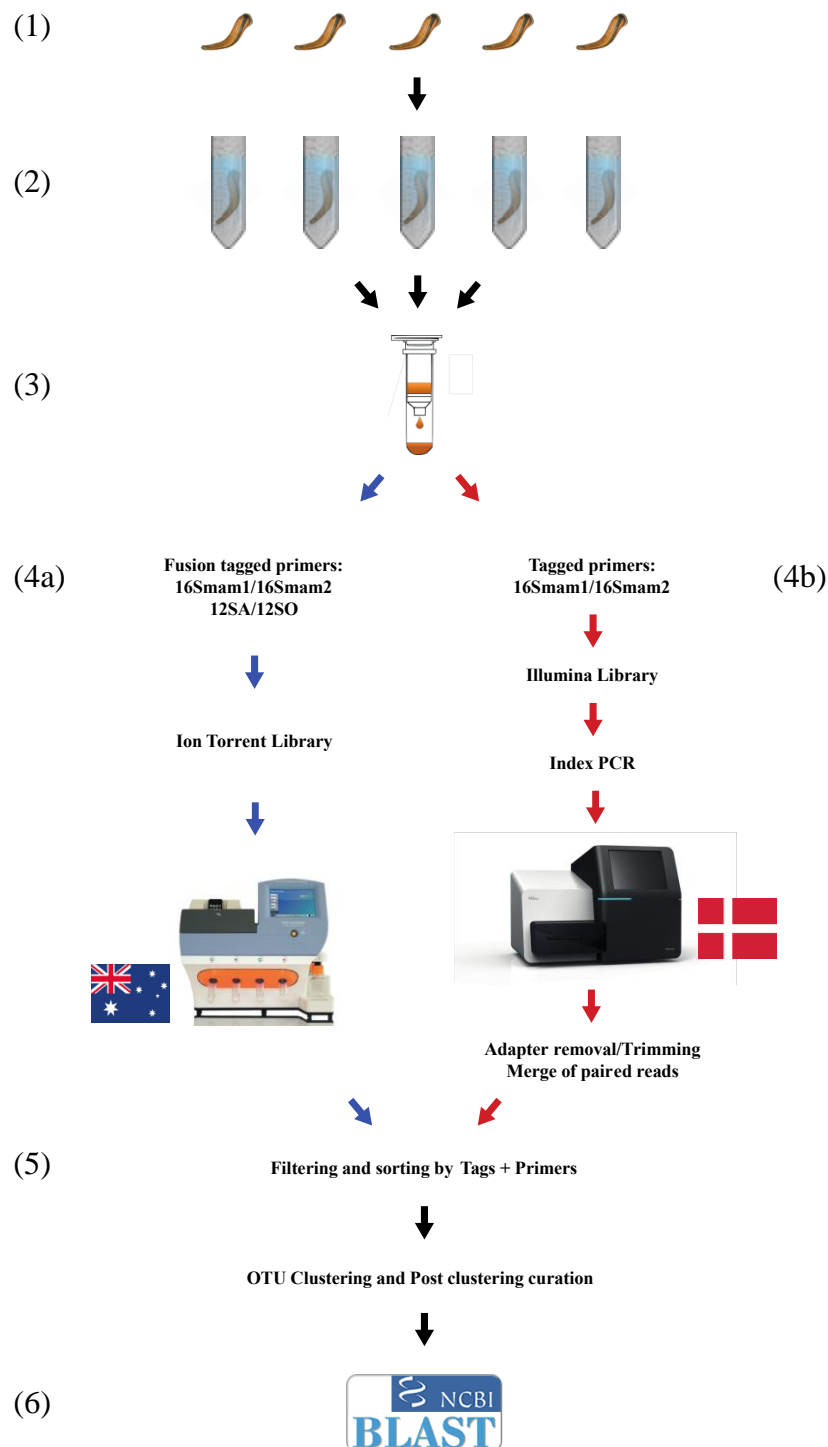 (1)
(2)
(3)
(4a)
Fusion tagged primers:
16Smam1/16Smam2
12SA/12SO
Tagged primers:
16Smam1/16Smam2
(4b)
Ion Torrent Library
Illumina Library
Index PCR
Adapter removal/Trimming
Merge of paired reads
(5)
Filtering and sorting by Tags + Primers
OTU Clustering and Post clustering curation
(6)
NCBI
BLAST